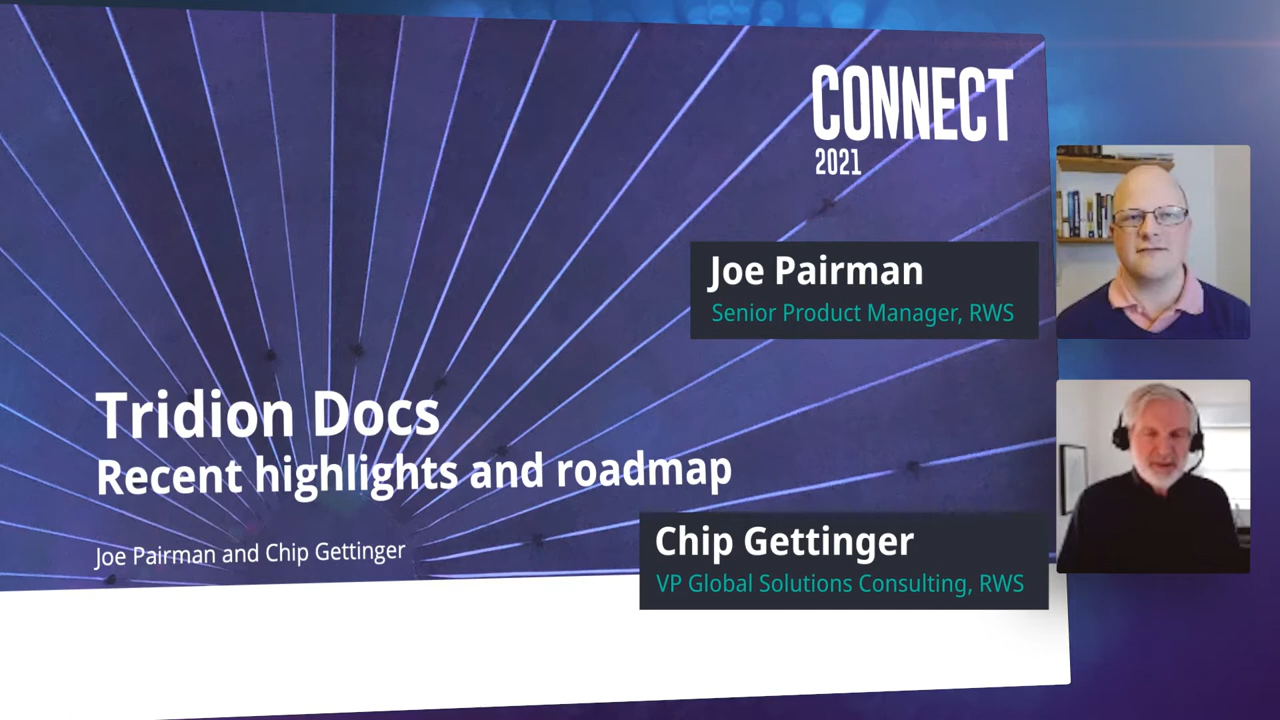 CONNECT
2021
Joe Pairman
Senior Product Manager, RWS
Tridion Docs
Recent highlights and roadmap
Joe Pairman and Chip Gettinger
Chip Gettinger
VP Global Solutions Consulting, RWS